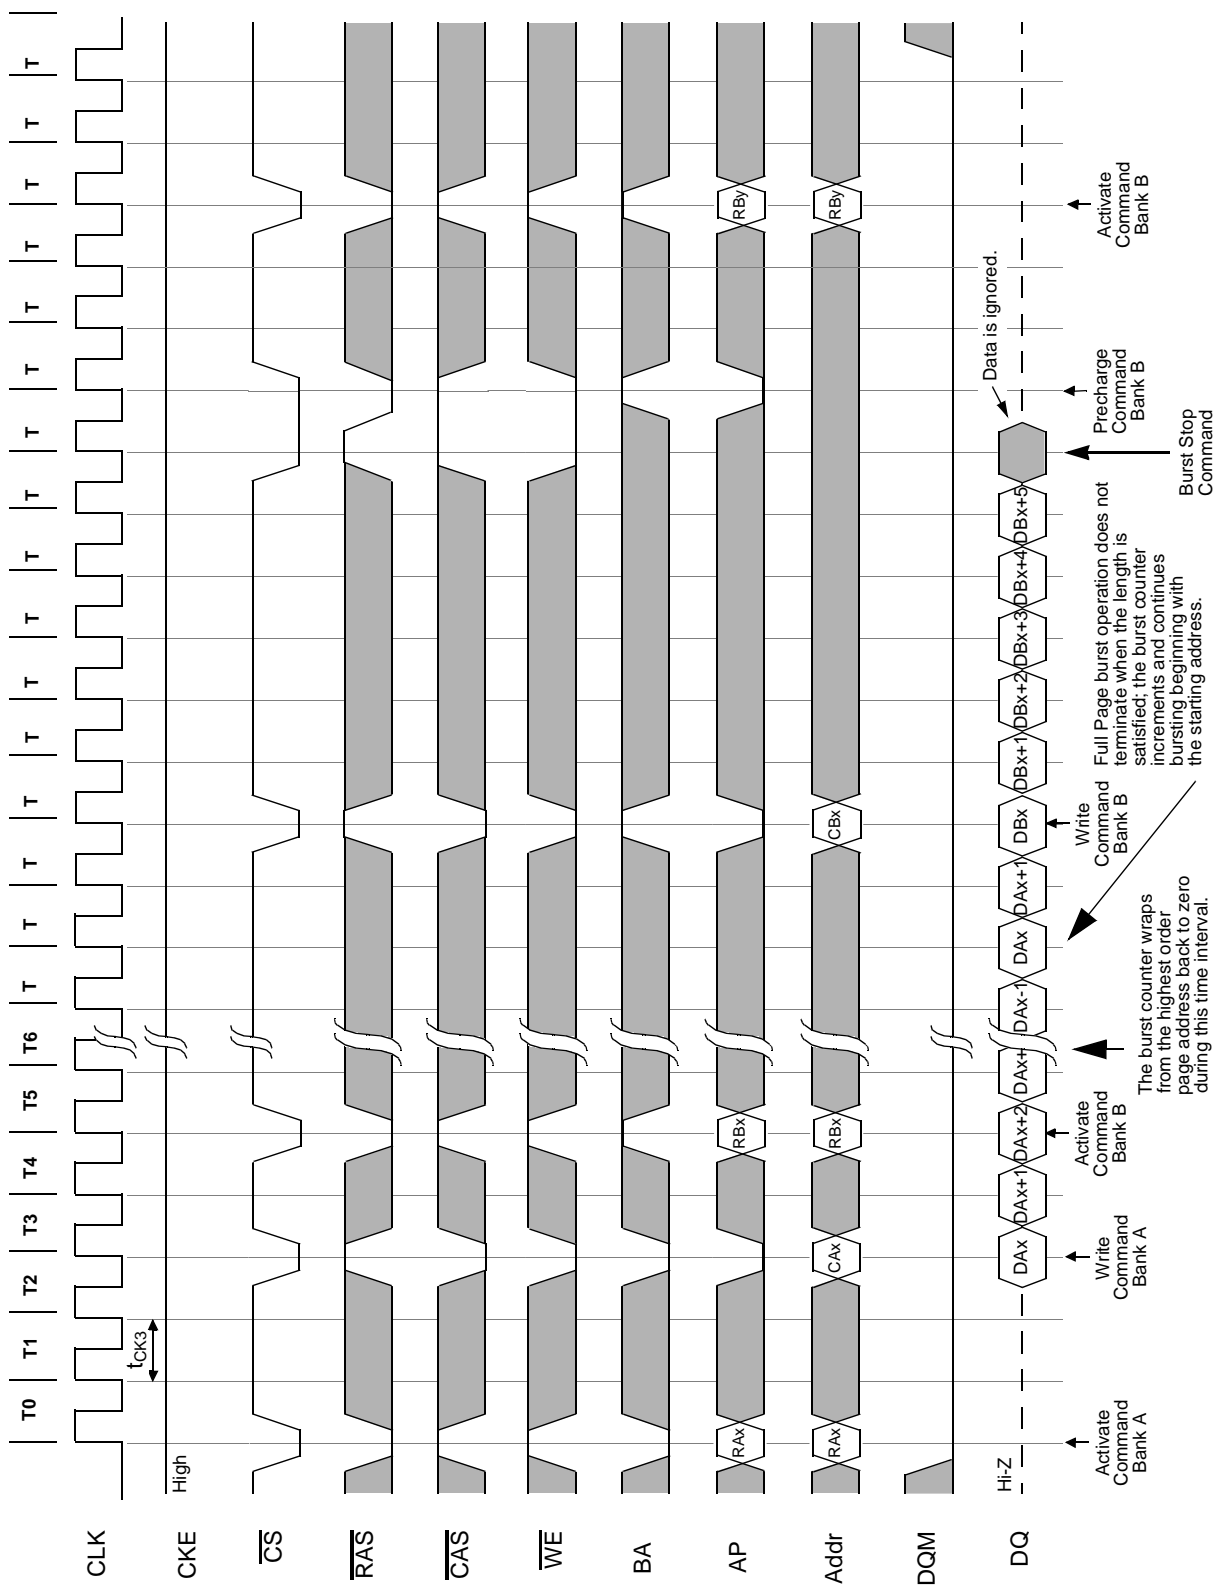 T0 T1 T2 T3 T4 T5 T6 T T T T T T T T T T T T T T T T
CLK
tCK3
CKE
High
CS
RAS
CAS
WE
BA
AP
RAx RBx RBy
Addr
RAx CAx RBx CBx RBy
DQM
DQ
Hi-Z
DAx DAx+1 DAx+2 DAx+ DAx-1 DAx DAx+1 DBx DBx+1 DBx+2 DBx+3 DBx+4 DBx+5
Data is ignored.
Activate
Command
Bank A
Write
Command
Bank A
Activate
Command
Bank B
The burst counter wraps
from the highest order
page address back to zero
during this time interval.
Write
Command
Bank B
Full Page burst operation does not
terminate when the length is
satisfied; the burst counter
increments and continues
bursting beginning with
the starting address.
Burst Stop
Command
Precharge
Command
Bank B
Activate
Command
Bank B